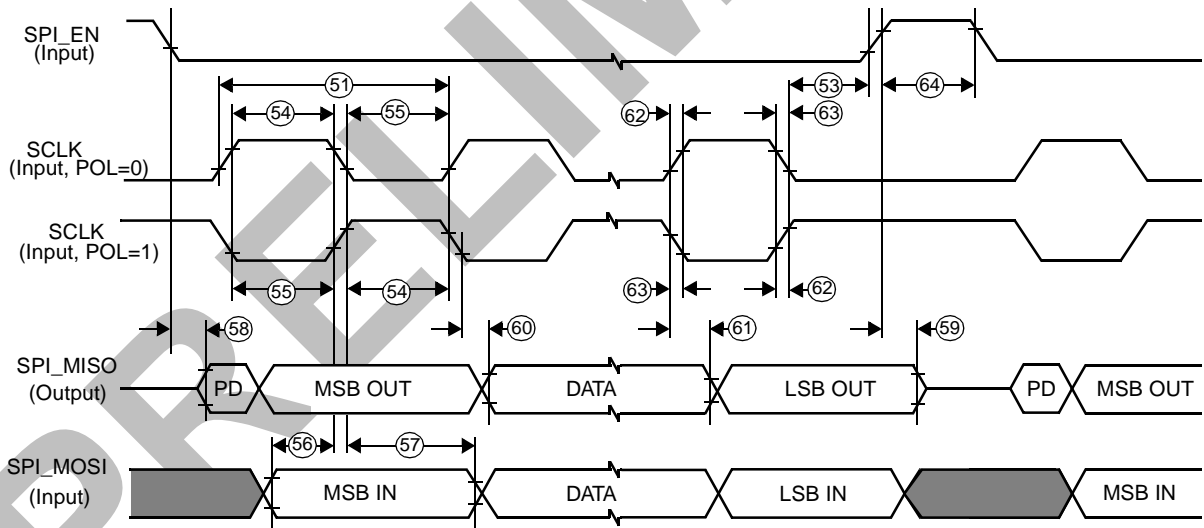 SPI_EN
(Input)
51
53
64
54
55
62
63
SCLK
(Input, POL=0)
SCLK
(Input, POL=1)
55
54
63
62
58
60
61
59
SPI_MISO
(Output)
PD
MSB OUT
DATA
LSB OUT
PD
MSB OUT
56
57
SPI_MOSI
(Input)
MSB IN
DATA
LSB IN
MSB IN